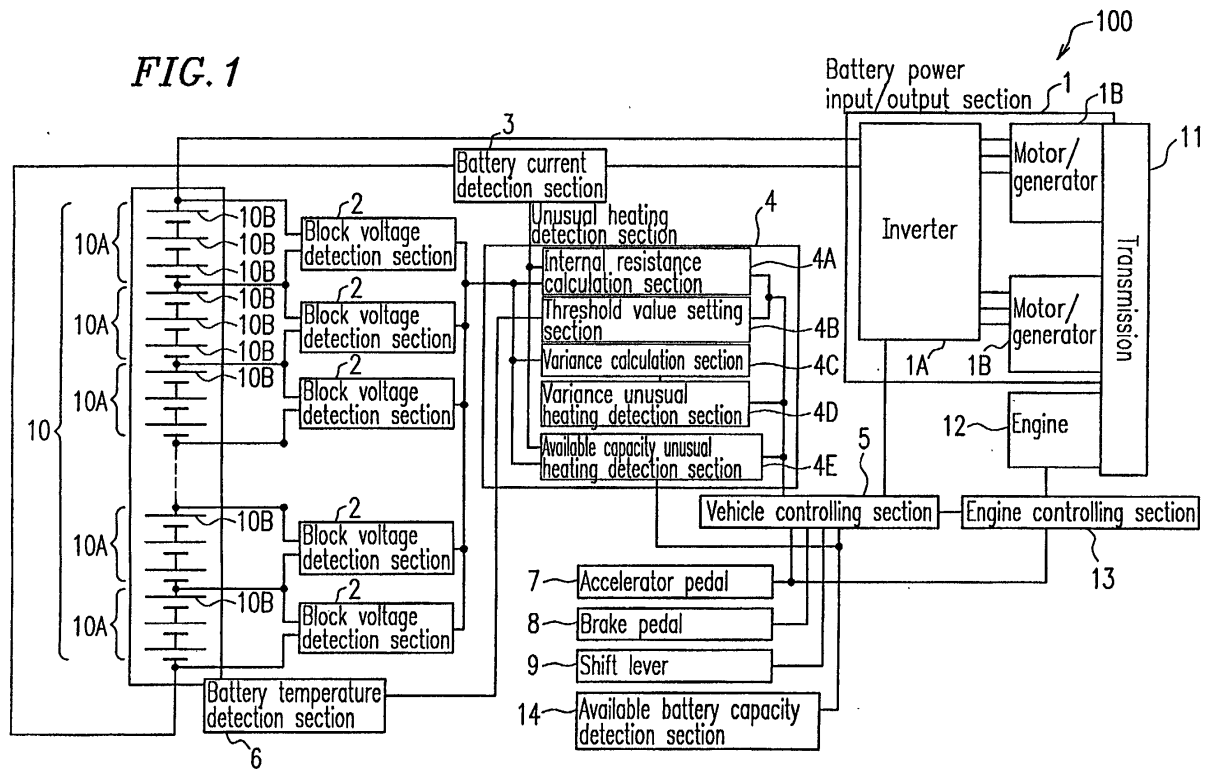 FIG. 1
100
Battery power
input/output section
1
1B
3
11
Battery current
detection section
Motor/
generator
Inverter
Transmission
10B
10A
2
Block voltage
detection section
10B
10B
Unusual heating
detection section
4
Internal resistance
calculation section
4A
10B
10A
2
Block voltage
detection section
10B
10B
Threshold value setting
section
4B
Motor/
generator
1A
1B
10B
10A
2
Block voltage
detection section
Variance calculation section
4C
Variance unusual
heating detection section
4D
10
12
Engine
Available capacity unusual
heating detection section
4E
5
10B
10A
2
Block voltage
detection section
Vehicle controlling section
Engine controlling section
13
10B
10A
2
Block voltage
detection section
7
Accelerator pedal
8
Brake pedal
9
Shift lever
Battery temperature
detection section
6
14
Available battery capacity
detection section